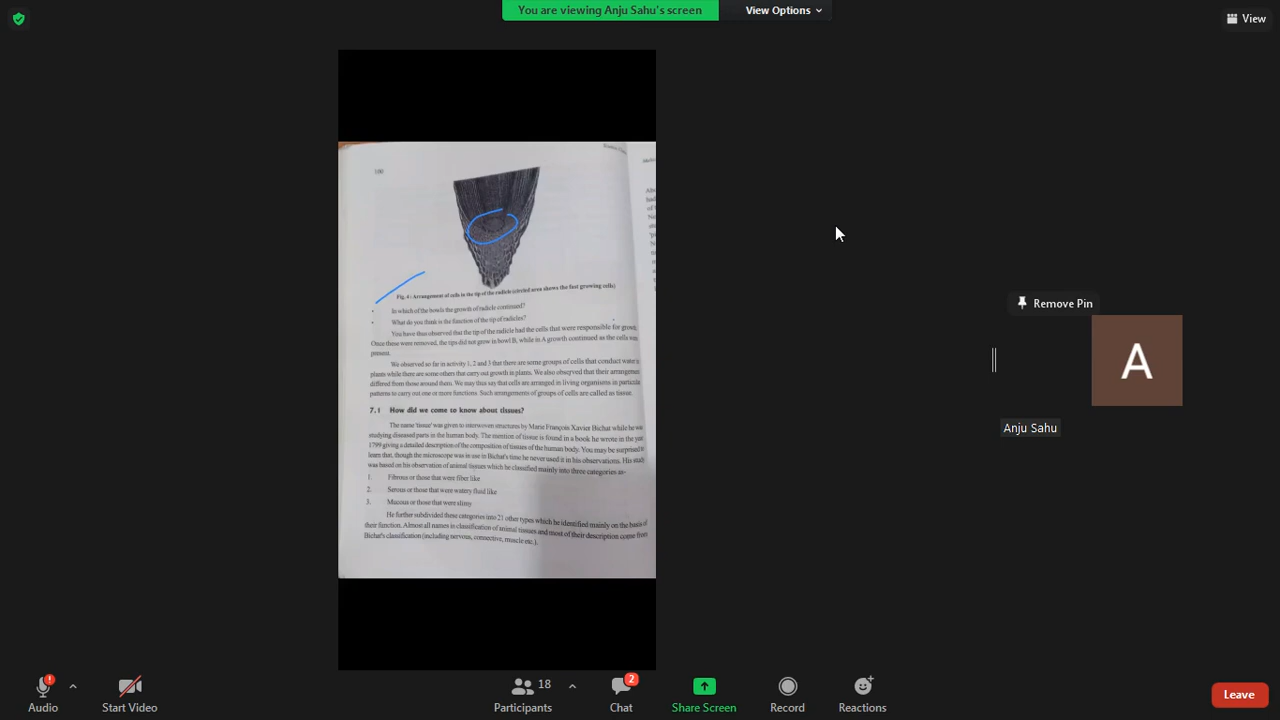 You are viewing Anju Sahu's screen
View Options
View
180
Fig. 4 : Arrangement of cells in the tip of the radicle (circled area shows the fast growing cells)
• In which of the bowls the growth of radicle continued?
• What do you think is the function of the tip of radicles?
You have thus observed that the tip of the radicle had the cells that were responsible for
Once these were removed, the tips did not grow in bowl B, while in A growth continued as the cells
present.
We observed so far in activity 1, 2 and 3 that there are some groups of cells that conduct
plants while there are some others that carry out growth in plants. We also observed that their
differed from those around them. We may thus say that cells are arranged in living organisms in
patterns to carry out one or more functions. Such arrangements of groups of cells are called as tissue.
7.1 How did we come to know about tissues?
The name 'tissue' was given to interwoven structures by Marie François Xavier Bichat while he
studying diseased parts in the human body. The mention of tissue is found in a book he wrote in the
1799 giving a detailed description of the composition of tissues of the human body. You may be surprised
learn that, though the microscope was in use in Bichat's time he never used it in his observations. His
was based on his observation of animal tissues which he classified mainly into three categories as-
1. Fibrous or those that were fiber like
2. Serous or those that were watery fluid like
3. Mucous or those that were slimy
He further subdivided these categories into 21 other types which he identified mainly on the basis of
their function. Almost all names in classification of animal tissues and most of their description come from
Bichat's classification (including nervous, connective, muscle etc.).
Remove Pin
A
Anju Sahu
Audio
Start Video
18
Participants
2
Chat
Share Screen
Record
Reactions
Leave